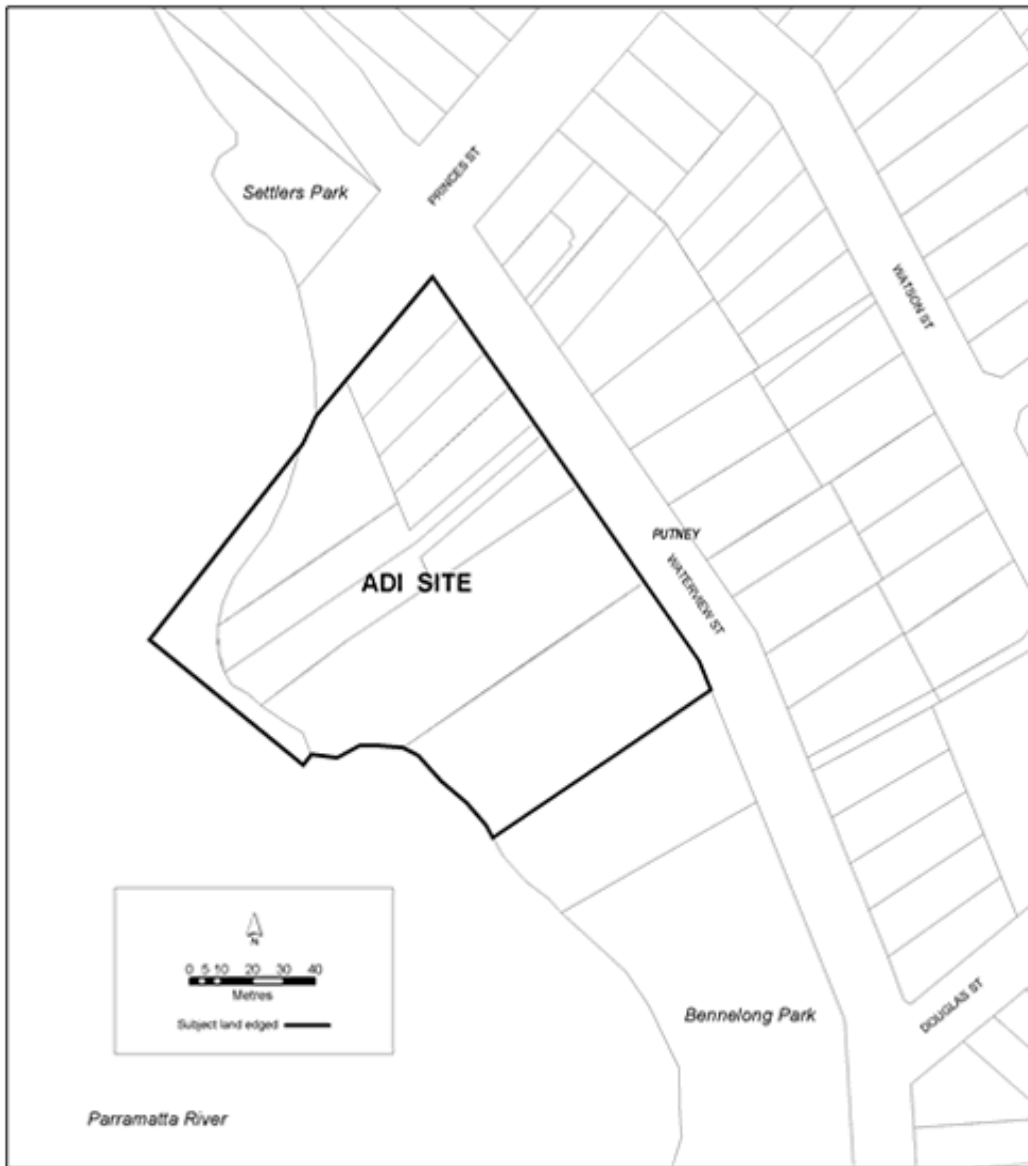 PRINCES ST
Settlers Park
WATSON ST
PUTNEY
WATERVIEW ST
ADI SITE
N
0 5 10 20 30 40
Metres
Subject land edged
Bennelong Park
DOUGLAS ST
Parramatta River